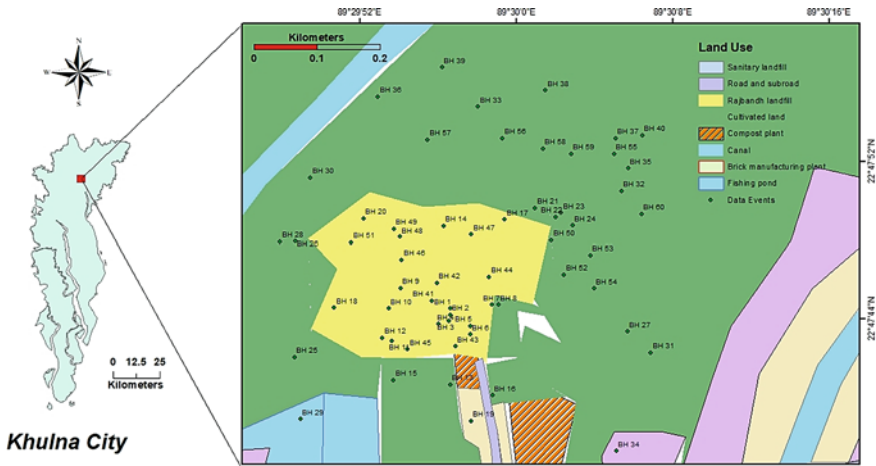 89°29'52"E 89°30'0"E 89°30'8"E 89°30'16"E
Kilometers
0 0.1 0.2
Land Use
Sanitary landfill
Road and subroad
Rajbandh landfill
Cultivated land
Compost plant
Canal
Brick manufacturing plant
Fishing pond
Data Events
N
W E
S
22°47'52"N
22°47'44"N
BH 39
BH 38
BH 36
BH 33
BH 57
BH 56
BH 37
BH 40
BH 58
BH 59
BH 55
BH 35
BH 30
BH 32
BH 20
BH 17
BH 21
BH 22
BH 23
BH 60
BH 49
BH 14
BH 24
BH 28
BH 51
BH 48
BH 47
BH 50
BH 46
BH 53
BH 44
BH 52
BH 9
BH 42
BH 54
BH 18
BH 10
BH 41
BH 1
BH 2
BH 8
BH 5
BH 3
BH 6
BH 27
BH 12
BH 11
BH 45
BH 43
BH 31
BH 25
BH 15
BH 13
BH 16
BH 29
BH 19
BH 34
0 12.5 25
Kilometers
Khulna City